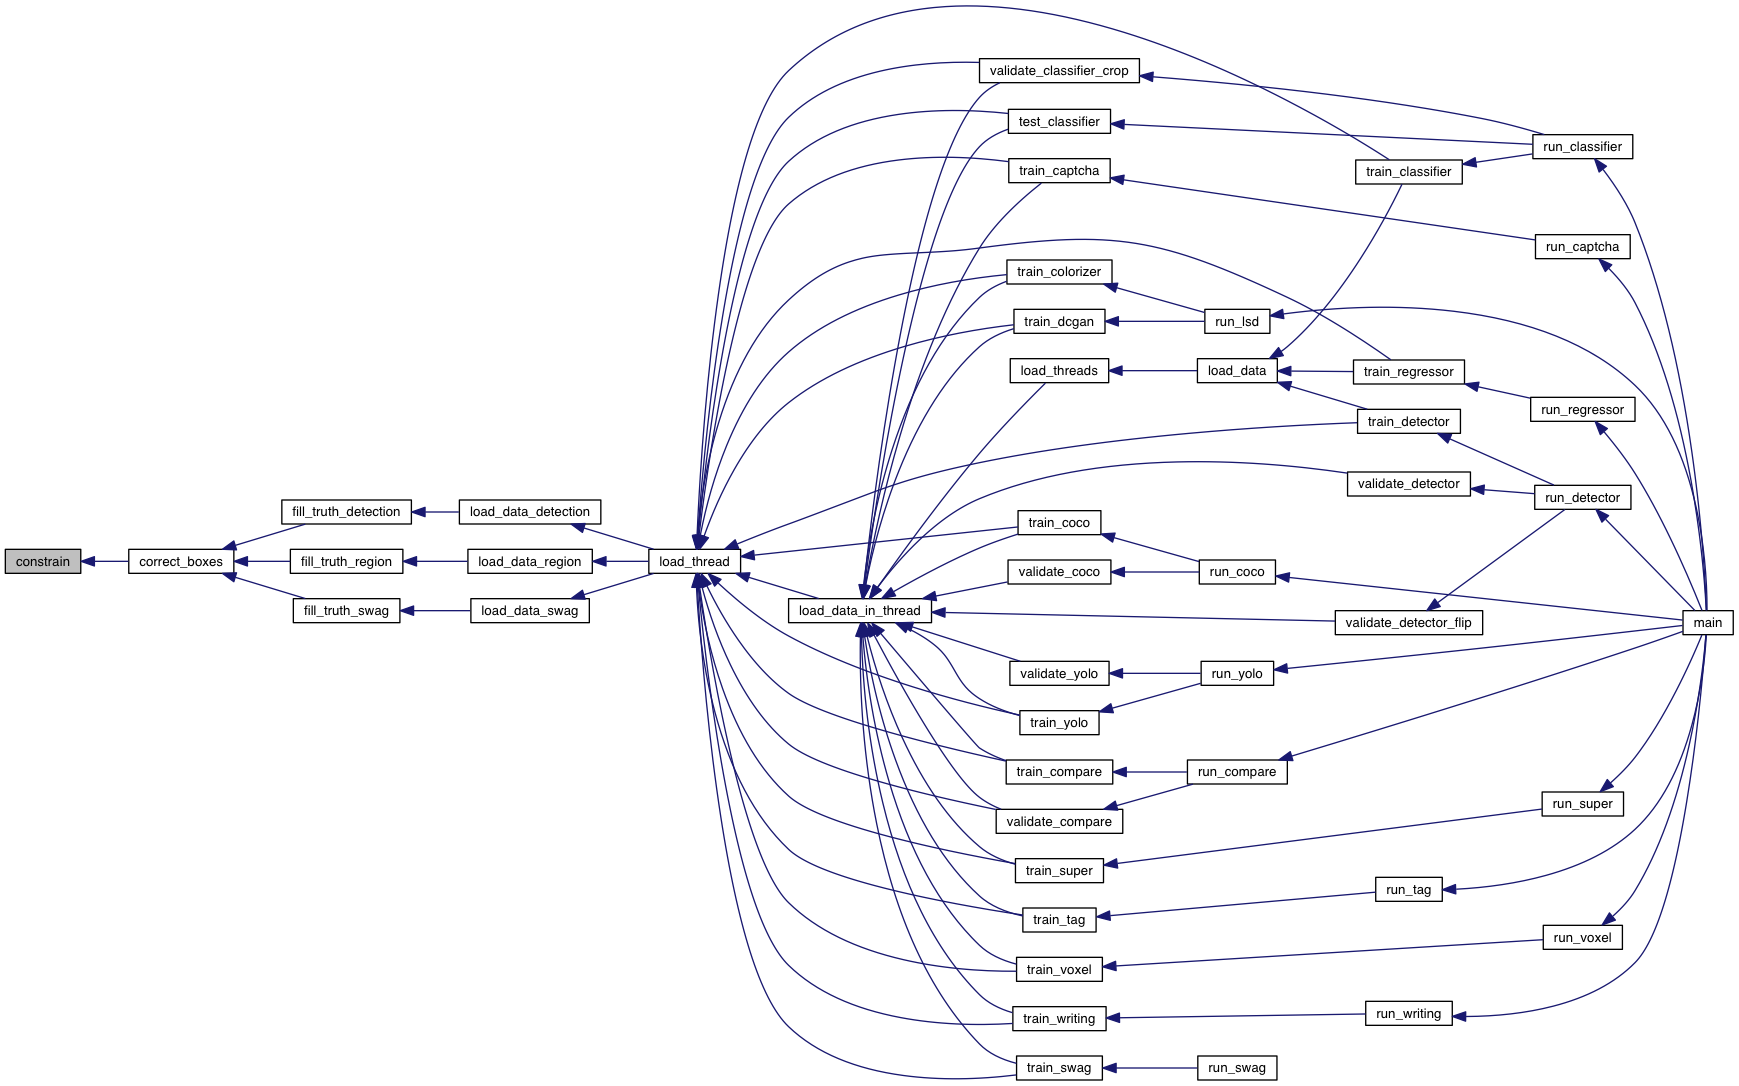 constrain
correct_boxes
fill_truth_detection
fill_truth_region
fill_truth_swag
load_data_detection
load_data_region
load_data_swag
load_thread
load_data_in_thread
validate_classifier_crop
test_classifier
train_captcha
train_colorizer
train_dcgan
load_threads
train_coco
validate_coco
validate_yolo
train_yolo
train_compare
validate_compare
train_super
train_tag
train_voxel
train_writing
train_swag
run_lsd
load_data
run_coco
run_yolo
run_compare
run_swag
train_classifier
train_regressor
train_detector
validate_detector
validate_detector_flip
run_tag
run_writing
run_classifier
run_captcha
run_regressor
run_detector
run_super
run_voxel
main